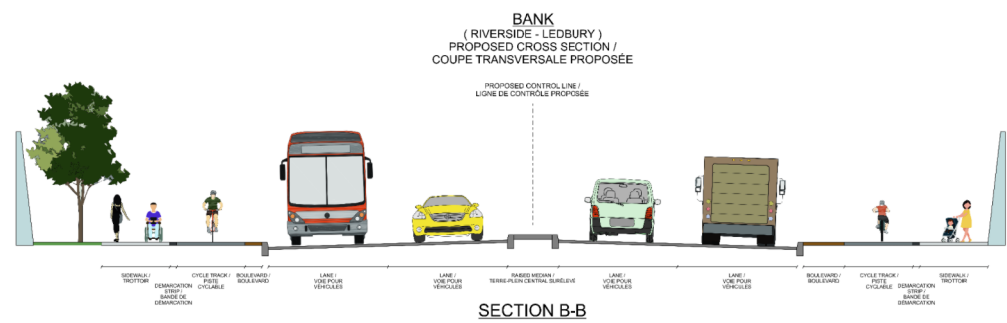 BANK
( RIVERSIDE - LEDBURY )
PROPOSED CROSS SECTION /
COUPE TRANSVERSALE PROPOSÉE
PROPOSED CONTROL LINE /
LIGNE DE CONTRÔLE PROPOSÉE
SIDEWALK /
TROTTOIR
DEMARCATION
STRIP /
BANDE DE
DÉMARCATION
CYCLE TRACK /
PISTE
CYCLABLE
BOULEVARD /
BOULEVARD
LANE /
VOIE POUR
VÉHICULES
LANE /
VOIE POUR
VÉHICULES
RAISED MEDIAN /
TERRE-PLEIN CENTRAL SURÉLEVÉ
LANE /
VOIE POUR
VÉHICULES
LANE /
VOIE POUR
VÉHICULES
BOULEVARD /
BOULEVARD
CYCLE TRACK /
PISTE
CYCLABLE
DEMARCATION
STRIP /
BANDE DE
DÉMARCATION
SIDEWALK /
TROTTOIR
SECTION B-B